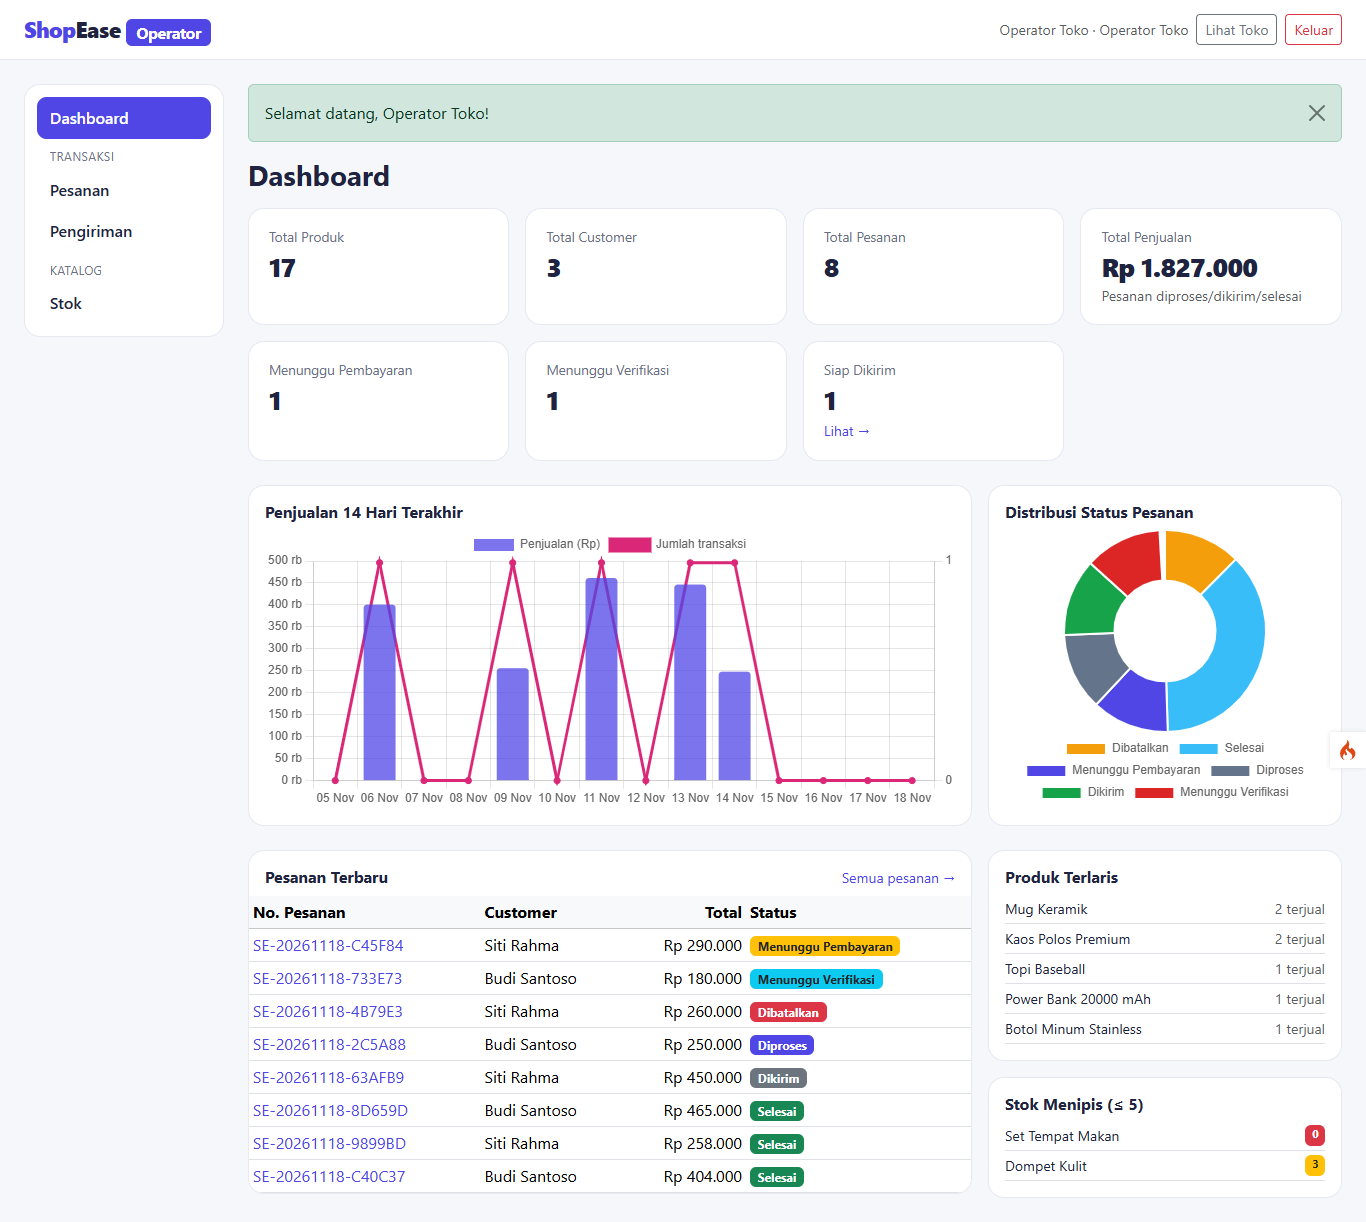 ShopEase Operator
Operator Toko · Operator Toko
Lihat Toko
Keluar
Dashboard
TRANSAKSI
Pesanan
Pengiriman
KATALOG
Stok
Selamat datang, Operator Toko!
Dashboard
Total Produk
17
Total Customer
3
Total Pesanan
8
Total Penjualan
Rp 1.827.000
Pesanan diproses/dikirim/selesai
Menunggu Pembayaran
1
Menunggu Verifikasi
1
Siap Dikirim
1
Lihat →
Penjualan 14 Hari Terakhir
Penjualan (Rp) Jumlah transaksi
500 rb
450 rb
400 rb
350 rb
300 rb
250 rb
200 rb
150 rb
100 rb
50 rb
0 rb
1
0
05 Nov 06 Nov 07 Nov 08 Nov 09 Nov 10 Nov 11 Nov 12 Nov 13 Nov 14 Nov 15 Nov 16 Nov 17 Nov 18 Nov
Distribusi Status Pesanan
Dibatalkan Selesai
Menunggu Pembayaran Diproses
Dikirim Menunggu Verifikasi
Pesanan Terbaru
Semua pesanan →
No. Pesanan Customer Total Status
SE-20261118-C45F84 Siti Rahma Rp 290.000 Menunggu Pembayaran
SE-20261118-733E73 Budi Santoso Rp 180.000 Menunggu Verifikasi
SE-20261118-4B79E3 Siti Rahma Rp 260.000 Dibatalkan
SE-20261118-2C5A88 Budi Santoso Rp 250.000 Diproses
SE-20261118-63AFB9 Siti Rahma Rp 450.000 Dikirim
SE-20261118-8D659D Budi Santoso Rp 465.000 Selesai
SE-20261118-9899BD Siti Rahma Rp 258.000 Selesai
SE-20261118-C40C37 Budi Santoso Rp 404.000 Selesai
Produk Terlaris
Mug Keramik 2 terjual
Kaos Polos Premium 2 terjual
Topi Baseball 1 terjual
Power Bank 20000 mAh 1 terjual
Botol Minum Stainless 1 terjual
Stok Menipis (≤ 5)
Set Tempat Makan 0
Dompet Kulit 3